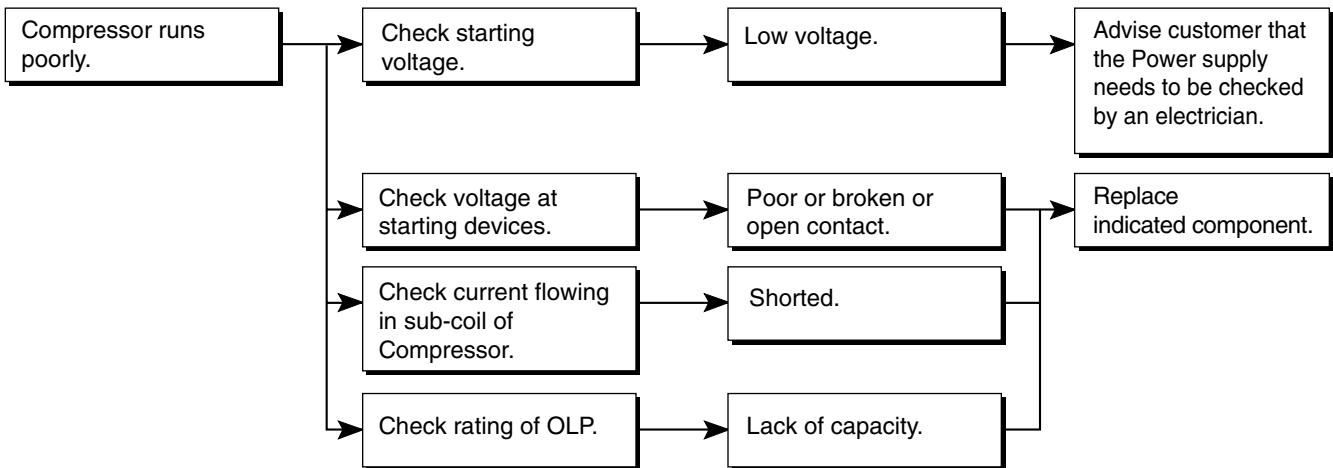 Compressor runs
poorly.
Check starting
voltage.
Low voltage.
Advise customer that
the Power supply
needs to be checked
by an electrician.
Check voltage at
starting devices.
Poor or broken or
open contact.
Replace
indicated component.
Check current flowing
in sub-coil of
Compressor.
Shorted.
Check rating of OLP.
Lack of capacity.